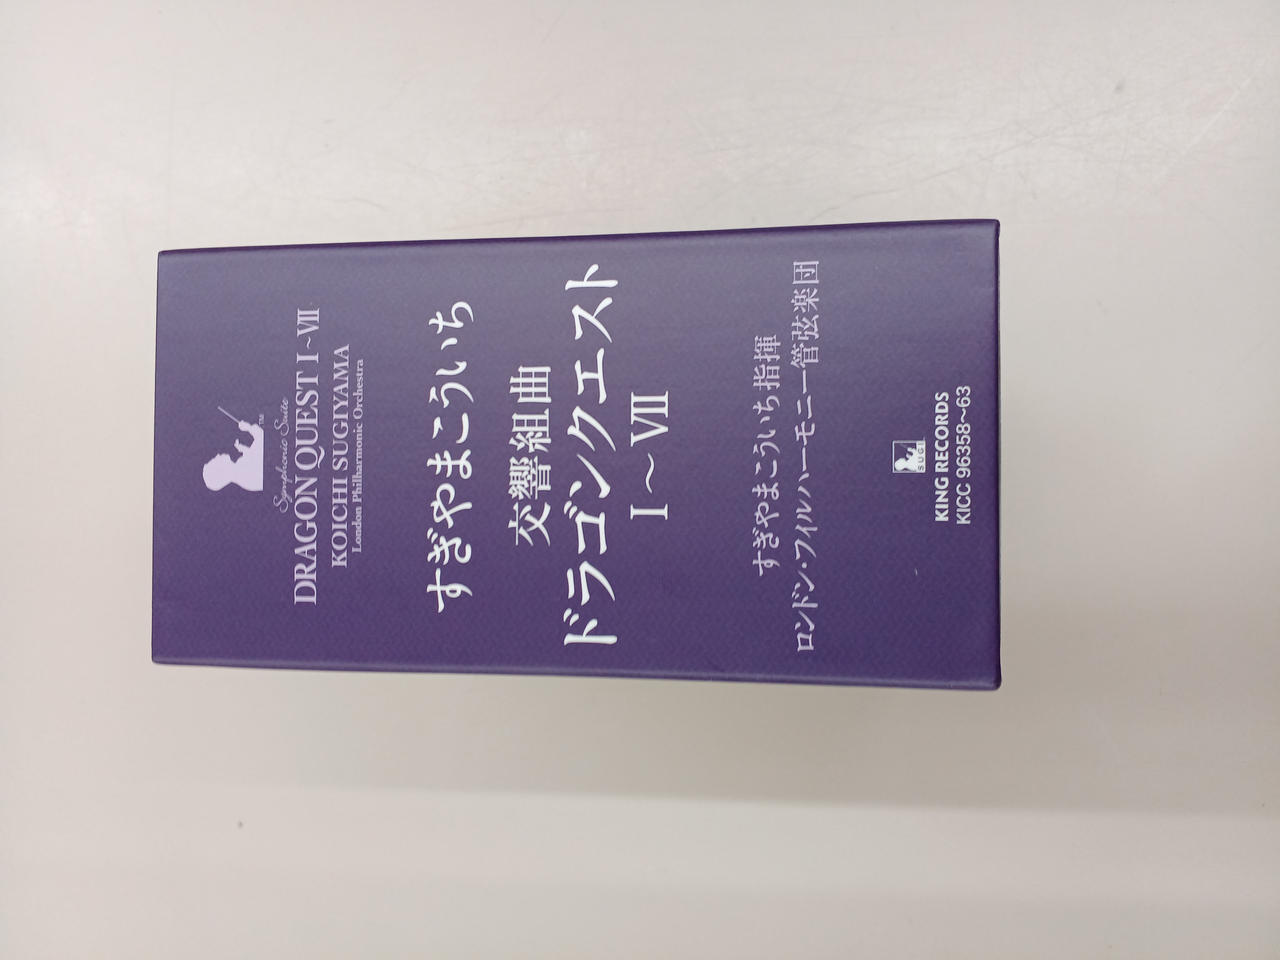 Symphonic Suite
DRAGON QUEST I~VII
KOICHI SUGIYAMA
London Philharmonic Orchestra
™
すぎやまこういち
交響組曲
ドラゴンクエスト
I～VII
すぎやまこういち指揮
ロンドン・フィルハーモニー管弦楽団
SUGI
KING RECORDS
KICC 96358~63